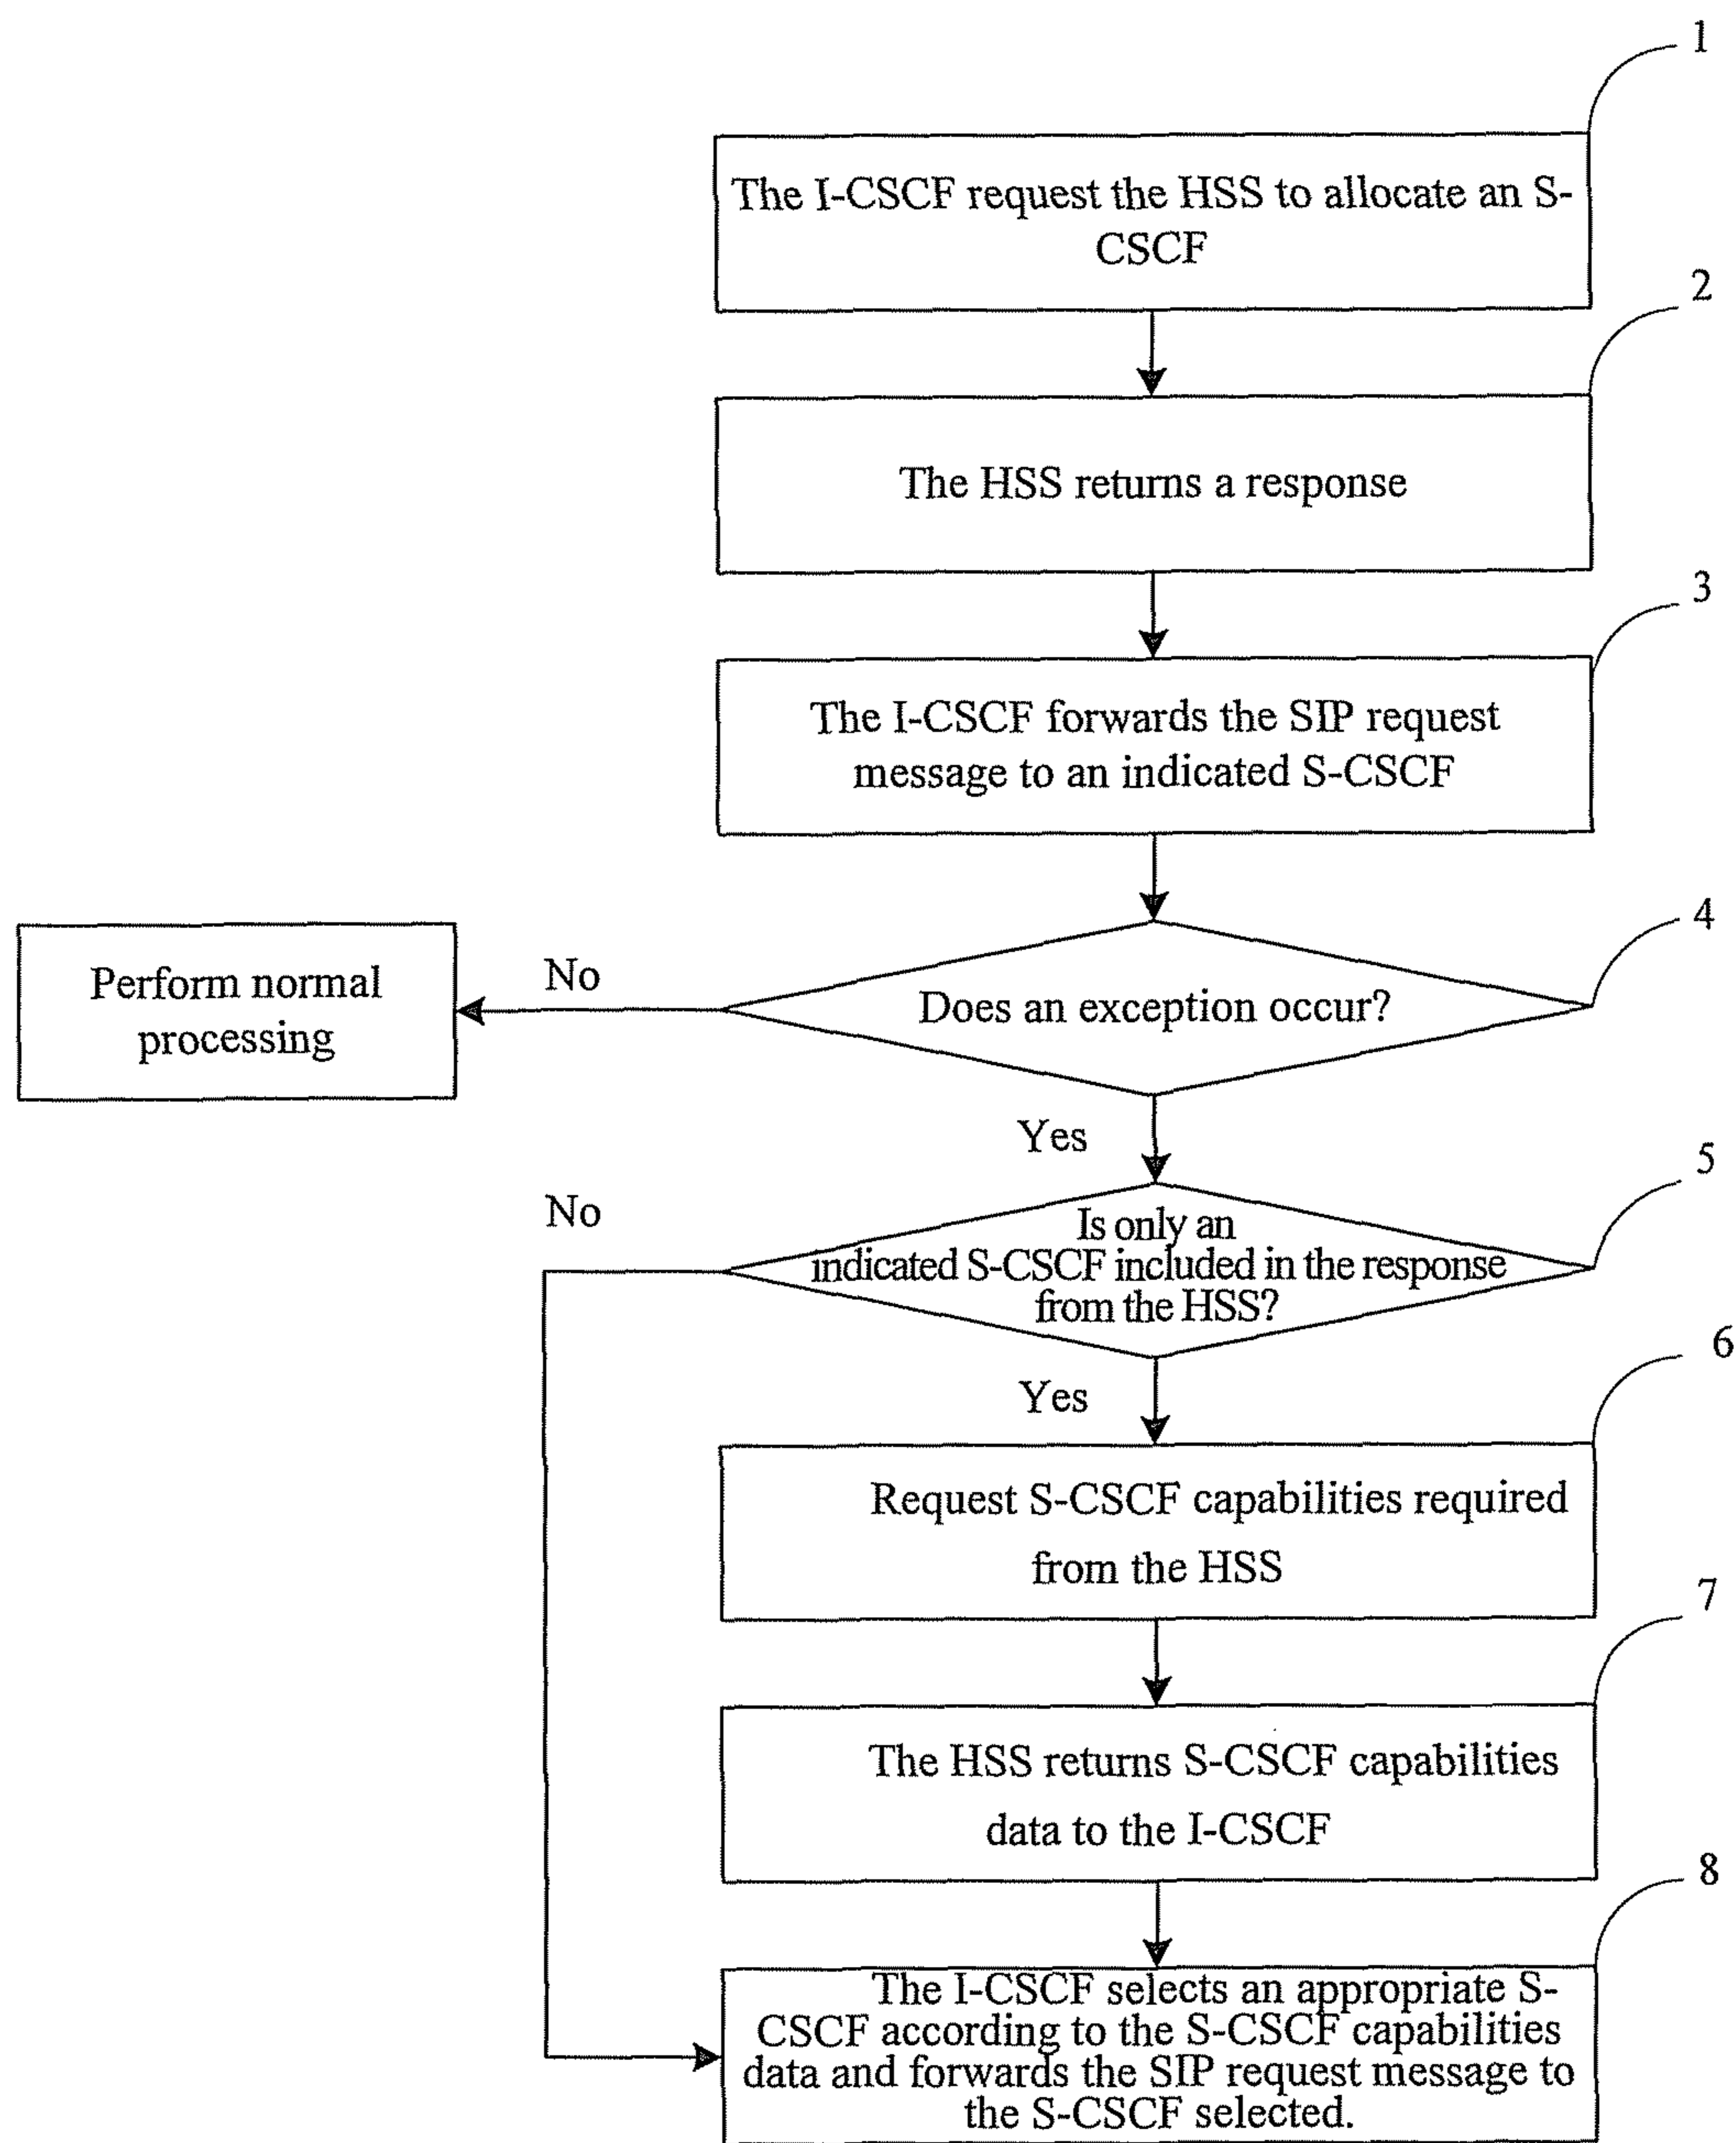 1
The I-CSCF request the HSS to allocate an S-
CSCF
2
The HSS returns a response
3
The I-CSCF forwards the SIP request
message to an indicated S-CSCF
4
Does an exception occur?
No
Perform normal
processing
Yes
5
Is only an
indicated S-CSCF included in the response
from the HSS?
No
Yes
6
Request S-CSCF capabilities required
from the HSS
7
The HSS returns S-CSCF capabilities
data to the I-CSCF
8
The I-CSCF selects an appropriate S-
CSCF according to the S-CSCF capabilities
data and forwards the SIP request message to
the S-CSCF selected.